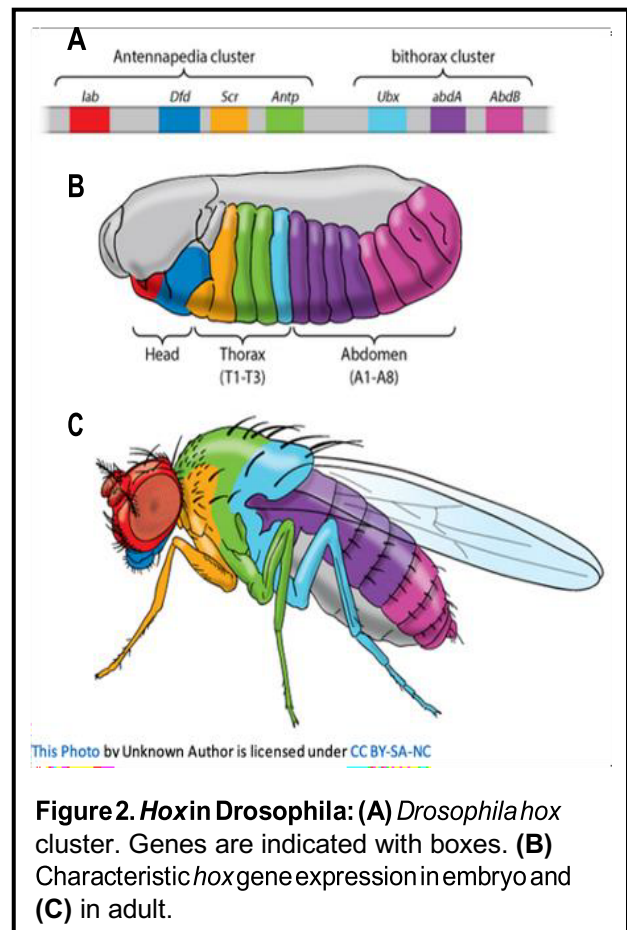 A
Antennapedia cluster bithorax cluster
lab Dfd Scr Antp Ubx abdA AbdB
B
Head Thorax Abdomen
(T1-T3) (A1-A8)
C
This Photo by Unknown Author is licensed under CC BY-SA-NC
Figure 2. Hox in Drosophila: (A) Drosophila hox
cluster. Genes are indicated with boxes. (B)
Characteristic hox gene expression in embryo and
(C) in adult.